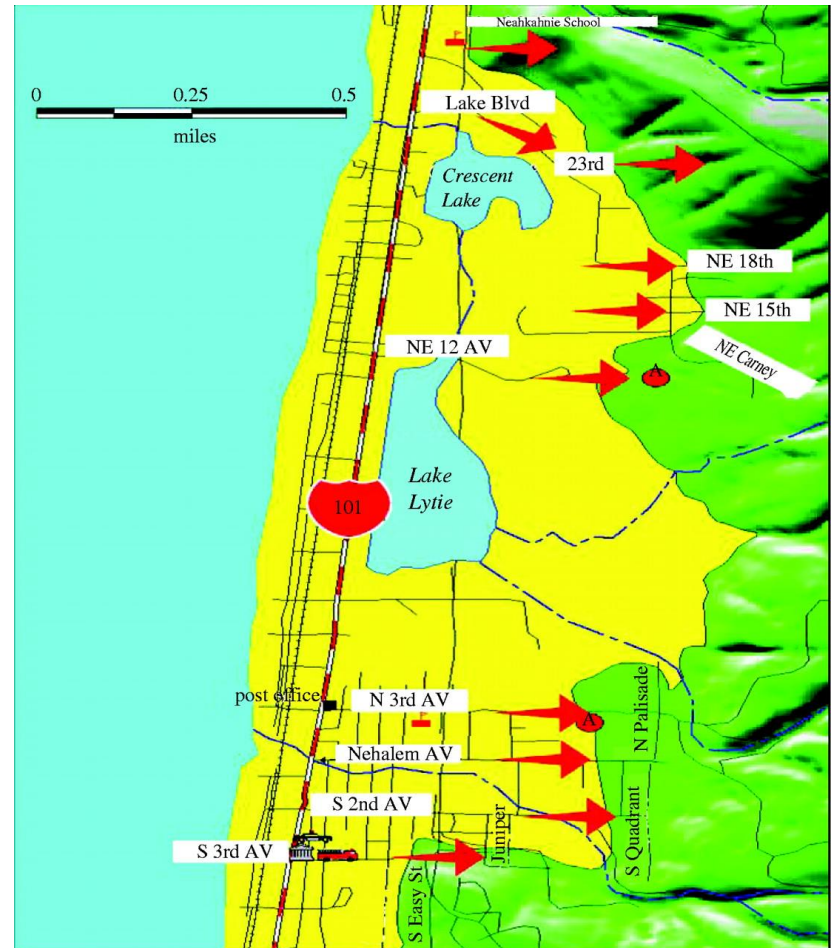 Neahkahnie School
0 0.25 0.5
miles
Lake Blvd
23rd
Crescent
Lake
NE 18th
NE 15th
NE 12 AV
NE Carney
A
Lake
Lytie
101
post office
N 3rd AV
A
N Palisade
Nehalem AV
S 2nd AV
Juniper
S Quadrant
S 3rd AV
S Easy St